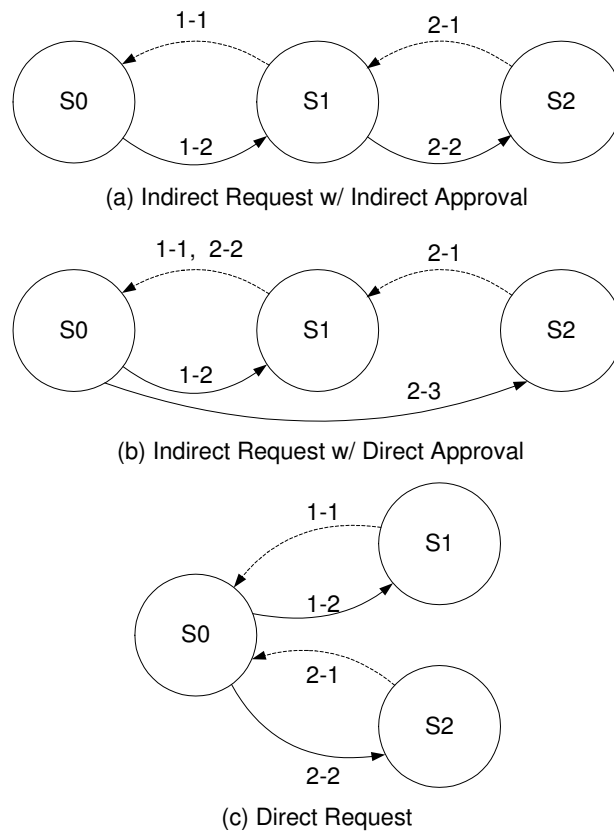 1-1
2-1
S0
S1
S2
1-2
2-2
(a) Indirect Request w/ Indirect Approval
1-1, 2-2
2-1
S0
S1
S2
1-2
2-3
(b) Indirect Request w/ Direct Approval
1-1
S1
1-2
S0
2-1
S2
2-2
(c) Direct Request